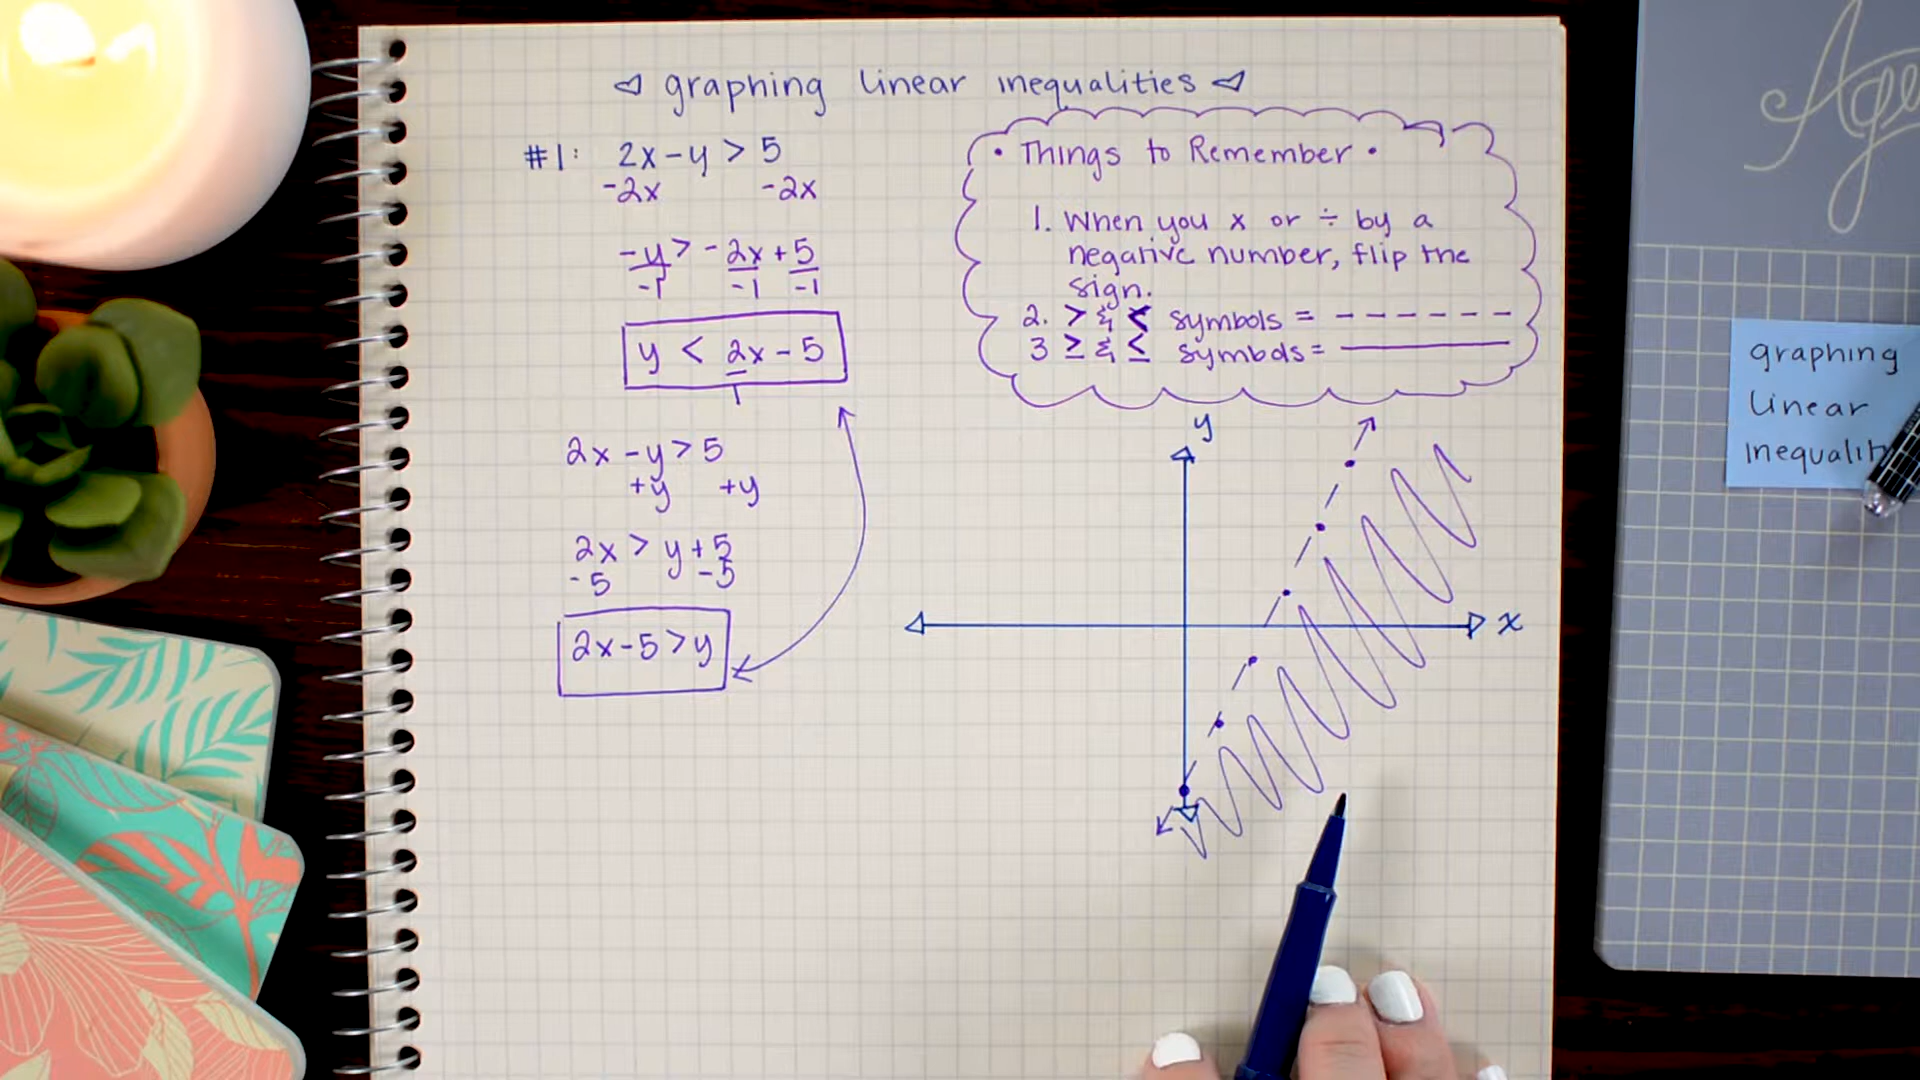 graphing linear inequalities
#1: 2x-y > 5
-2x -2x
-y > -2x + 5
-1 -1 -1
y < 2x - 5
1
2x - y > 5
+y +y
2x > y + 5
-5 -5
2x-5 > y
• Things to Remember •
1. When you x or ÷ by a
negative number, flip the
sign.
2. > & < symbols = ------
3 ≥ & ≤ symbols = ———
y
x
graphing
linear